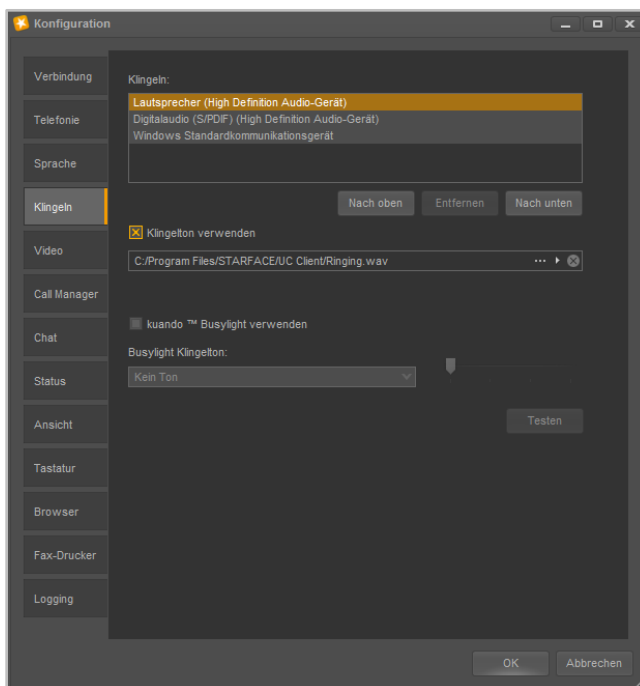 Konfiguration
Verbindung
Telefonie
Sprache
Klingeln
Video
Call Manager
Chat
Status
Ansicht
Tastatur
Browser
Fax-Drucker
Logging
Klingeln:
Lautsprecher (High Definition Audio-Gerät)
Digitalaudio (S/PDIF) (High Definition Audio-Gerät)
Windows Standardkommunikationsgerät
Nach oben Entfernen Nach unten
Klingelton verwenden
C:/Program Files/STARFACE/UC Client/Ringing.wav ...
kuando ™ Busylight verwenden
Busylight Klingelton:
Kein Ton
Testen
OK Abbrechen